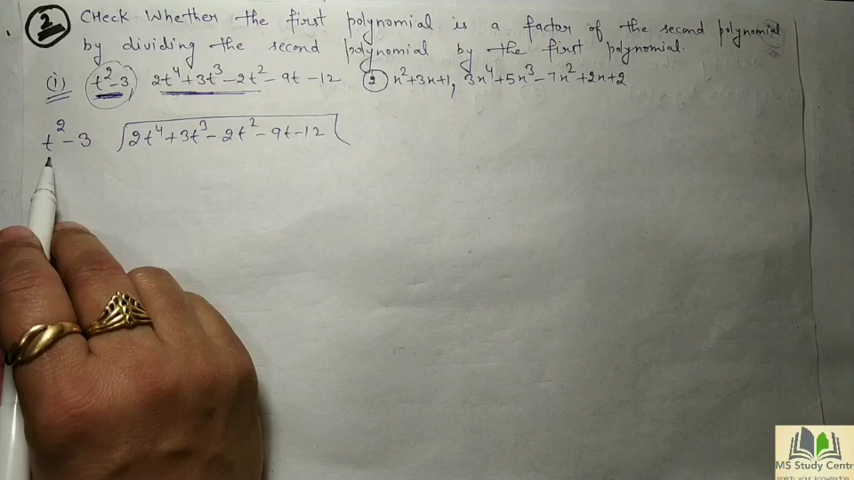 2 Check Whether the first polynomial is a factor of the second polynomial
by dividing the second polynomial by the first polynomial.
(i) t²-3, 2t⁴+3t³-2t²-9t-12 ② x²+3x+1, 3x⁴+5x³-7x²+2x+2
t²-3 2t⁴+3t³-2t²-9t-12
MS Study Centr